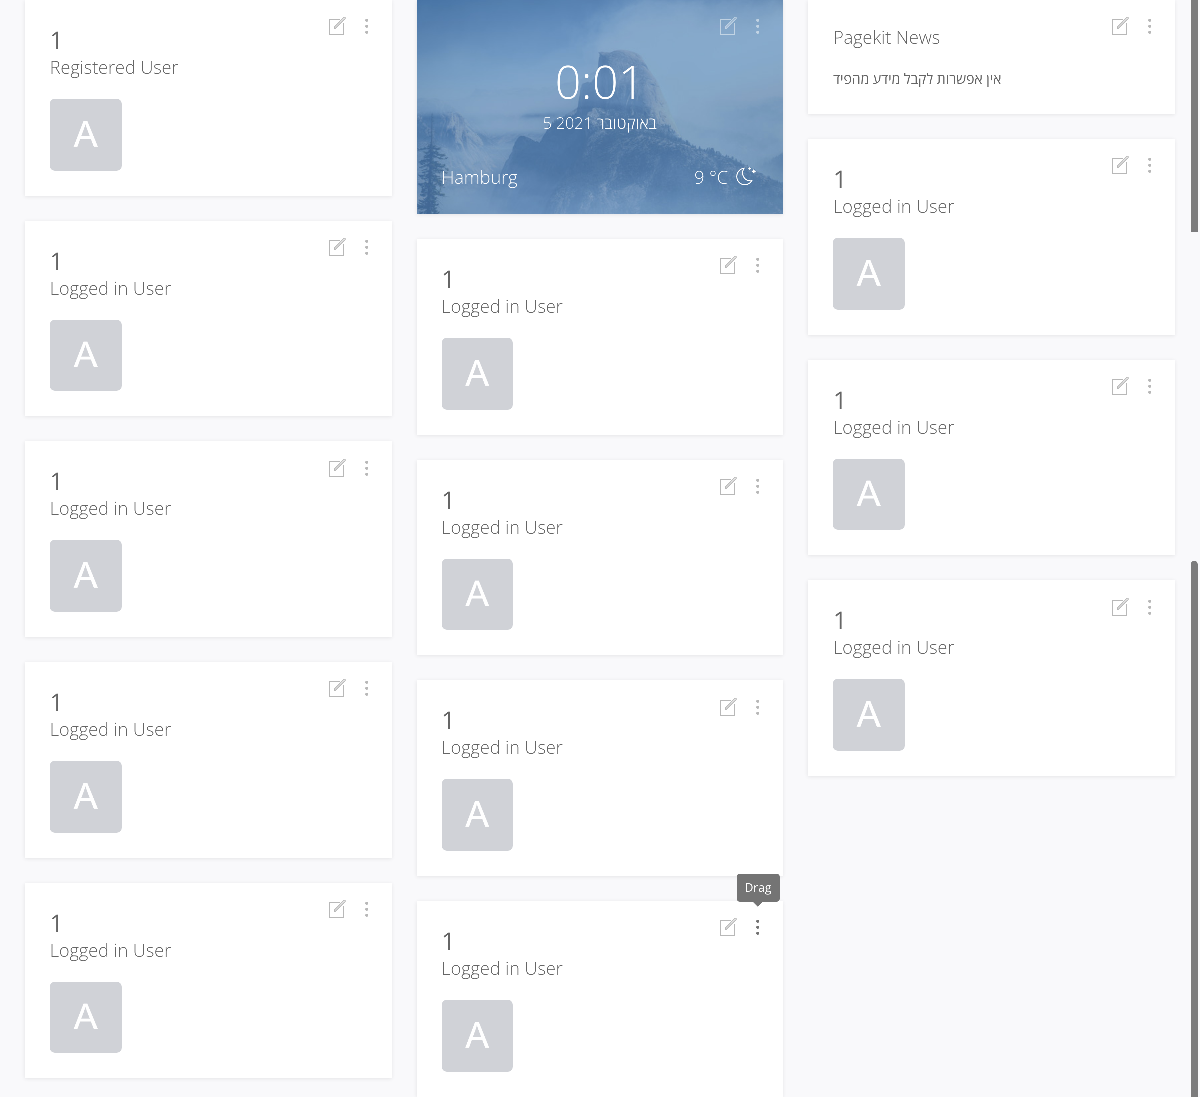 1
Registered User
A
1
Logged in User
A
1
Logged in User
A
1
Logged in User
A
1
Logged in User
A
0:01
5 באוקטובר 2021
Hamburg
9 °C
1
Logged in User
A
1
Logged in User
A
1
Logged in User
A
Drag
1
Logged in User
A
Pagekit News
אין אפשרות לקבל מידע מהפיד
1
Logged in User
A
1
Logged in User
A
1
Logged in User
A